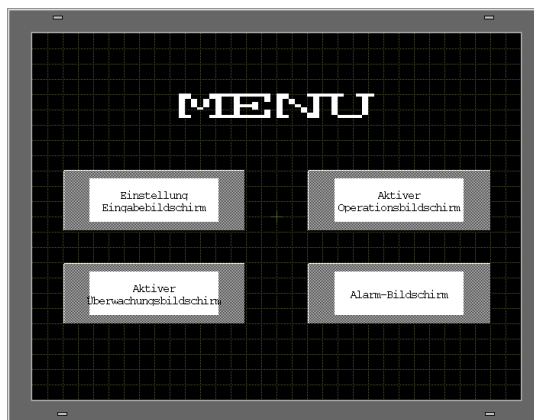 MENU
Einstellung
Eingabebildschirm
Aktiver
Operationsbildschirm
Aktiver
Überwachungsbildschirm
Alarm-Bildschirm